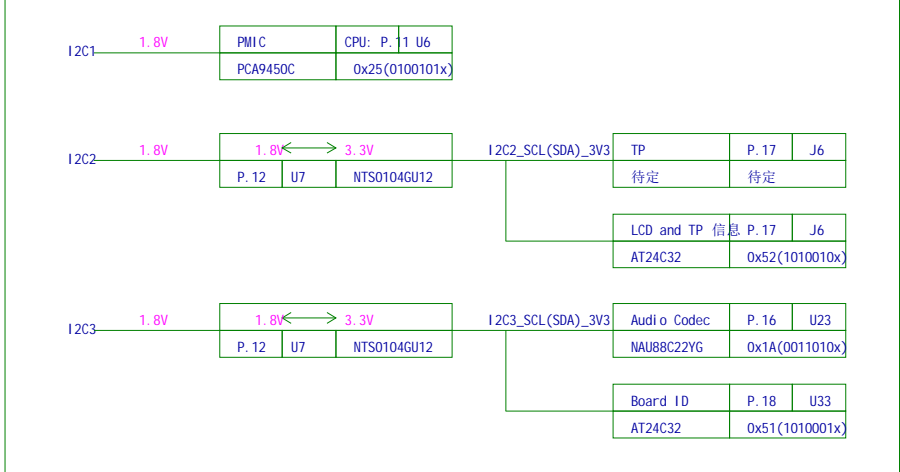 I2C1
1.8V
PMIC
CPU: P.11 U6
PCA9450C
0x25(0100101x)
I2C2
1.8V
1.8V
3.3V
P.12
U7
NTS0104GU12
I2C2_SCL(SDA)_3V3
TP
P.17
J6
待定
待定
LCD and TP 信息
P.17
J6
AT24C32
0x52(1010010x)
I2C3
1.8V
1.8V
3.3V
P.12
U7
NTS0104GU12
I2C3_SCL(SDA)_3V3
Audio Codec
P.16
U23
NAU88C22YG
0x1A(0011010x)
Board ID
P.18
U33
AT24C32
0x51(1010001x)